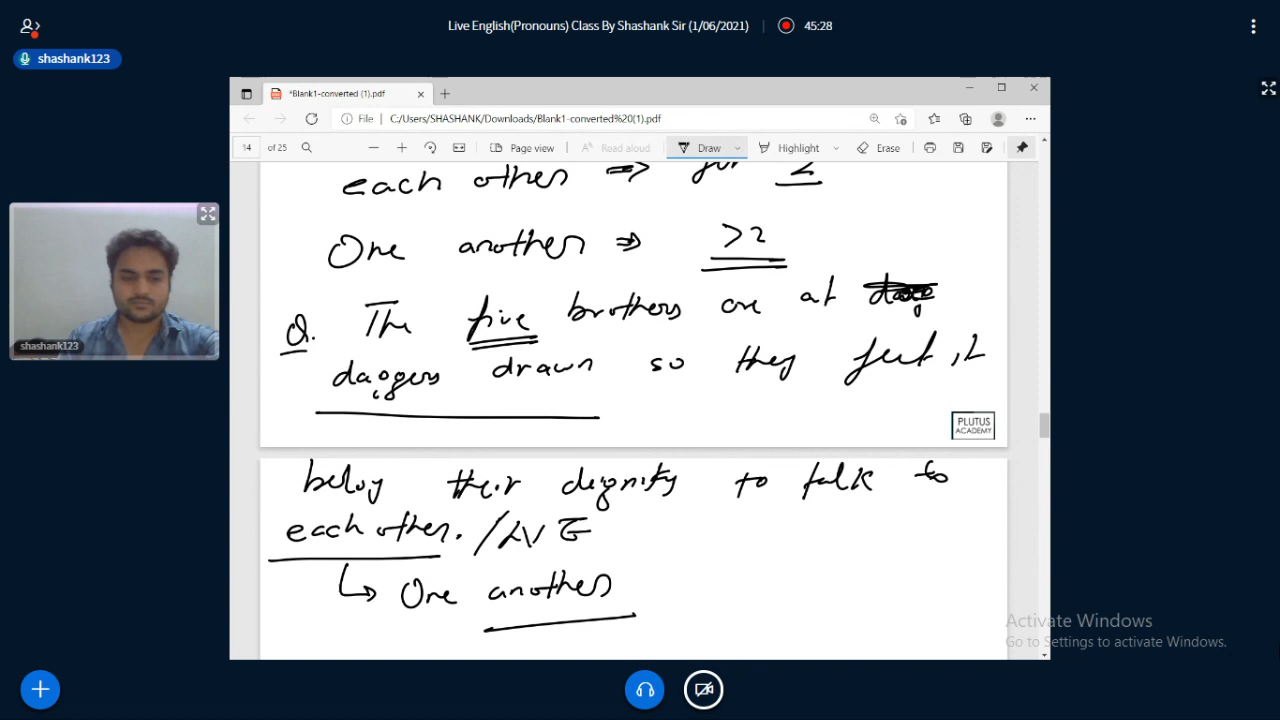 Live English(Pronouns) Class By Shashank Sir (1/06/2021)
45:28
shashank123
*Blank1-converted (1).pdf
File
C:/Users/SHASHANK/Downloads/Blank1-converted%20(1).pdf
14 of 25
Page view
Read aloud
Draw
Highlight
Erase
each other ⇒ for 2
One another ⇒ >2
Q. The five brothers are at
daggers drawn so they feel it
PLUTUS
ACADEMY
below their dignity to talk to
each other. / NE
↳ One another
shashank123
Activate Windows
Go to Settings to activate Windows.